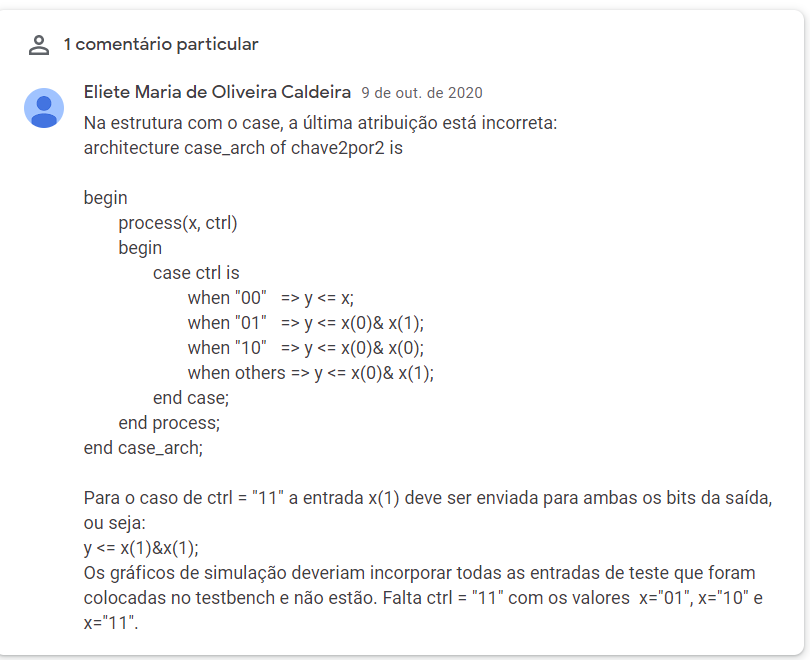 1 comentário particular
Eliete Maria de Oliveira Caldeira 9 de out. de 2020
Na estrutura com o case, a última atribuição está incorreta:
architecture case_arch of chave2por2 is
begin
process(x, ctrl)
begin
case ctrl is
when "00" => y <= x;
when "01" => y <= x(0)& x(1);
when "10" => y <= x(0)& x(0);
when others => y <= x(0)& x(1);
end case;
end process;
end case_arch;
Para o caso de ctrl = "11" a entrada x(1) deve ser enviada para ambas os bits da saída,
ou seja:
y <= x(1)&x(1);
Os gráficos de simulação deveriam incorporar todas as entradas de teste que foram
colocadas no testbench e não estão. Falta ctrl = "11" com os valores x="01", x="10" e
x="11".